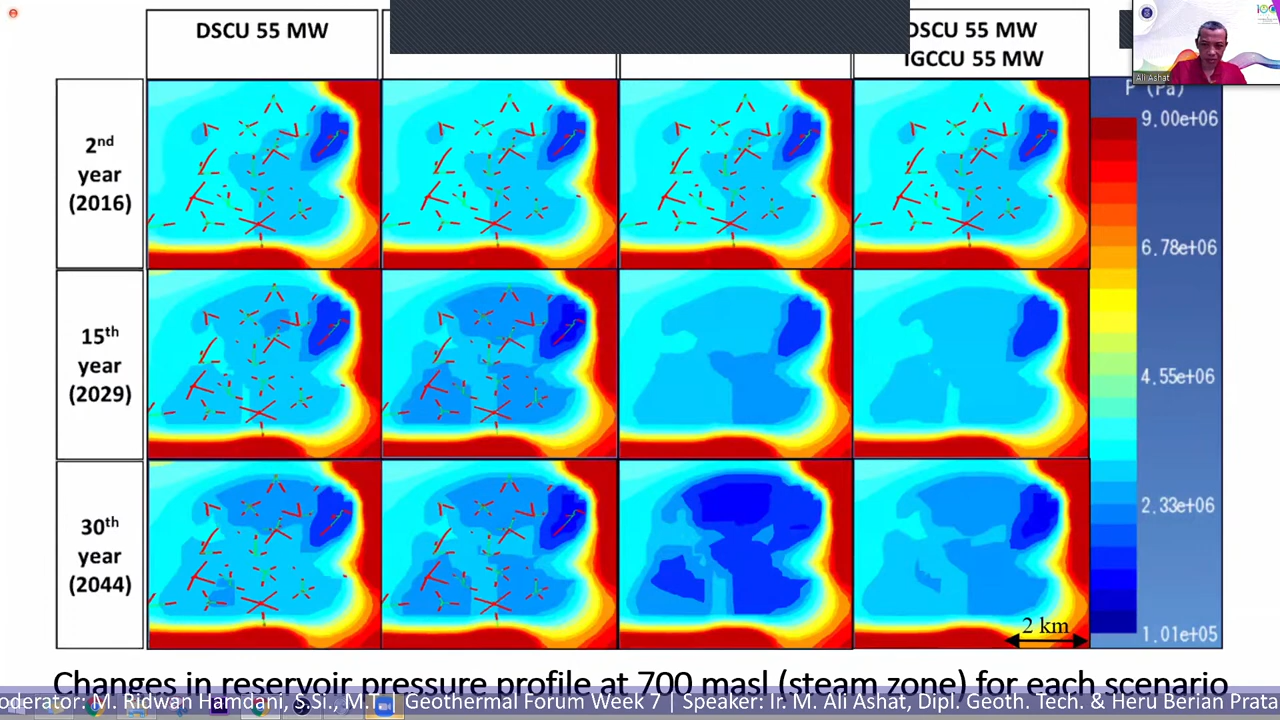 DSCU 55 MW
DSCU 55 MW
IGCCU 55 MW
Ali Ashat
P (Pa)
2nd
year
(2016)
15th
year
(2029)
30th
year
(2044)
9.00e+06
6.78e+06
4.55e+06
2.33e+06
1.01e+05
2 km
Changes in reservoir pressure profile at 700 masl (steam zone) for each scenario
oderator: M. Ridwan Hamdani, S.Si., M.T. Geothermal Forum Week 7 | Speaker: Ir. M. Ali Ashat, Dipl. Geoth. Tech. & Heru Berian Prata